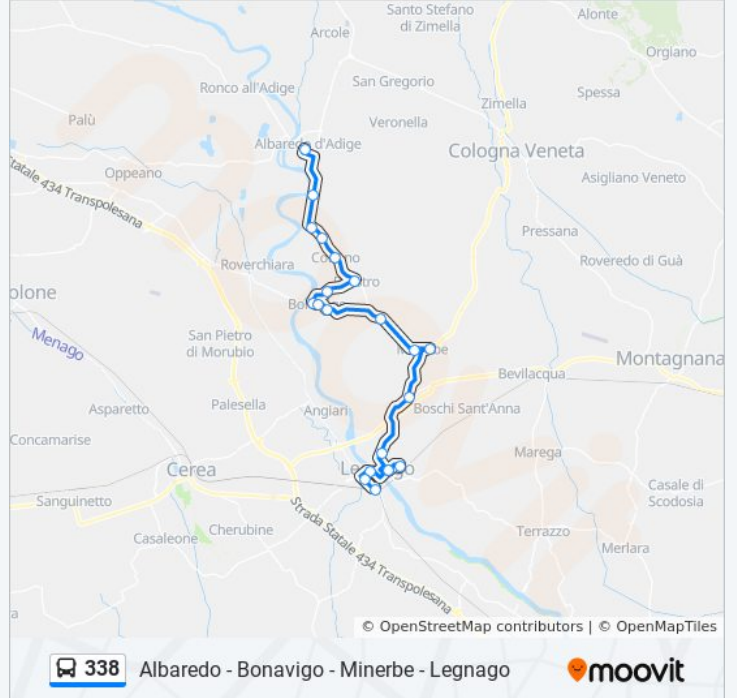 Santo Stefano
di Zimella
Alonte
Arcole
Orgiano
San Gregorio
Ronco all'Adige
Spessa
Zimella
Palù
Veronella
Albaredo d'Adige
Cologna Veneta
Oppeano
Asigliano Veneto
Statale 434 Transpolesana
Pressana
Roveredo di Guà
Roverchiara
olone
San Pietro
di Morubio
Menago
Montagnana
Bevilacqua
Palesella
Angiari
Boschi Sant'Anna
Asparetto
Concamarise
Marega
Cerea
Legnago
Casale di
Scodosia
Sanguinetto
Cherubine
Casaleone
Strada Statale 434 Transpolesana
Terrazzo
Merlara
a
© OpenStreetMap contributors | © OpenMapTiles
338 Albaredo - Bonavigo - Minerbe - Legnago
moovit